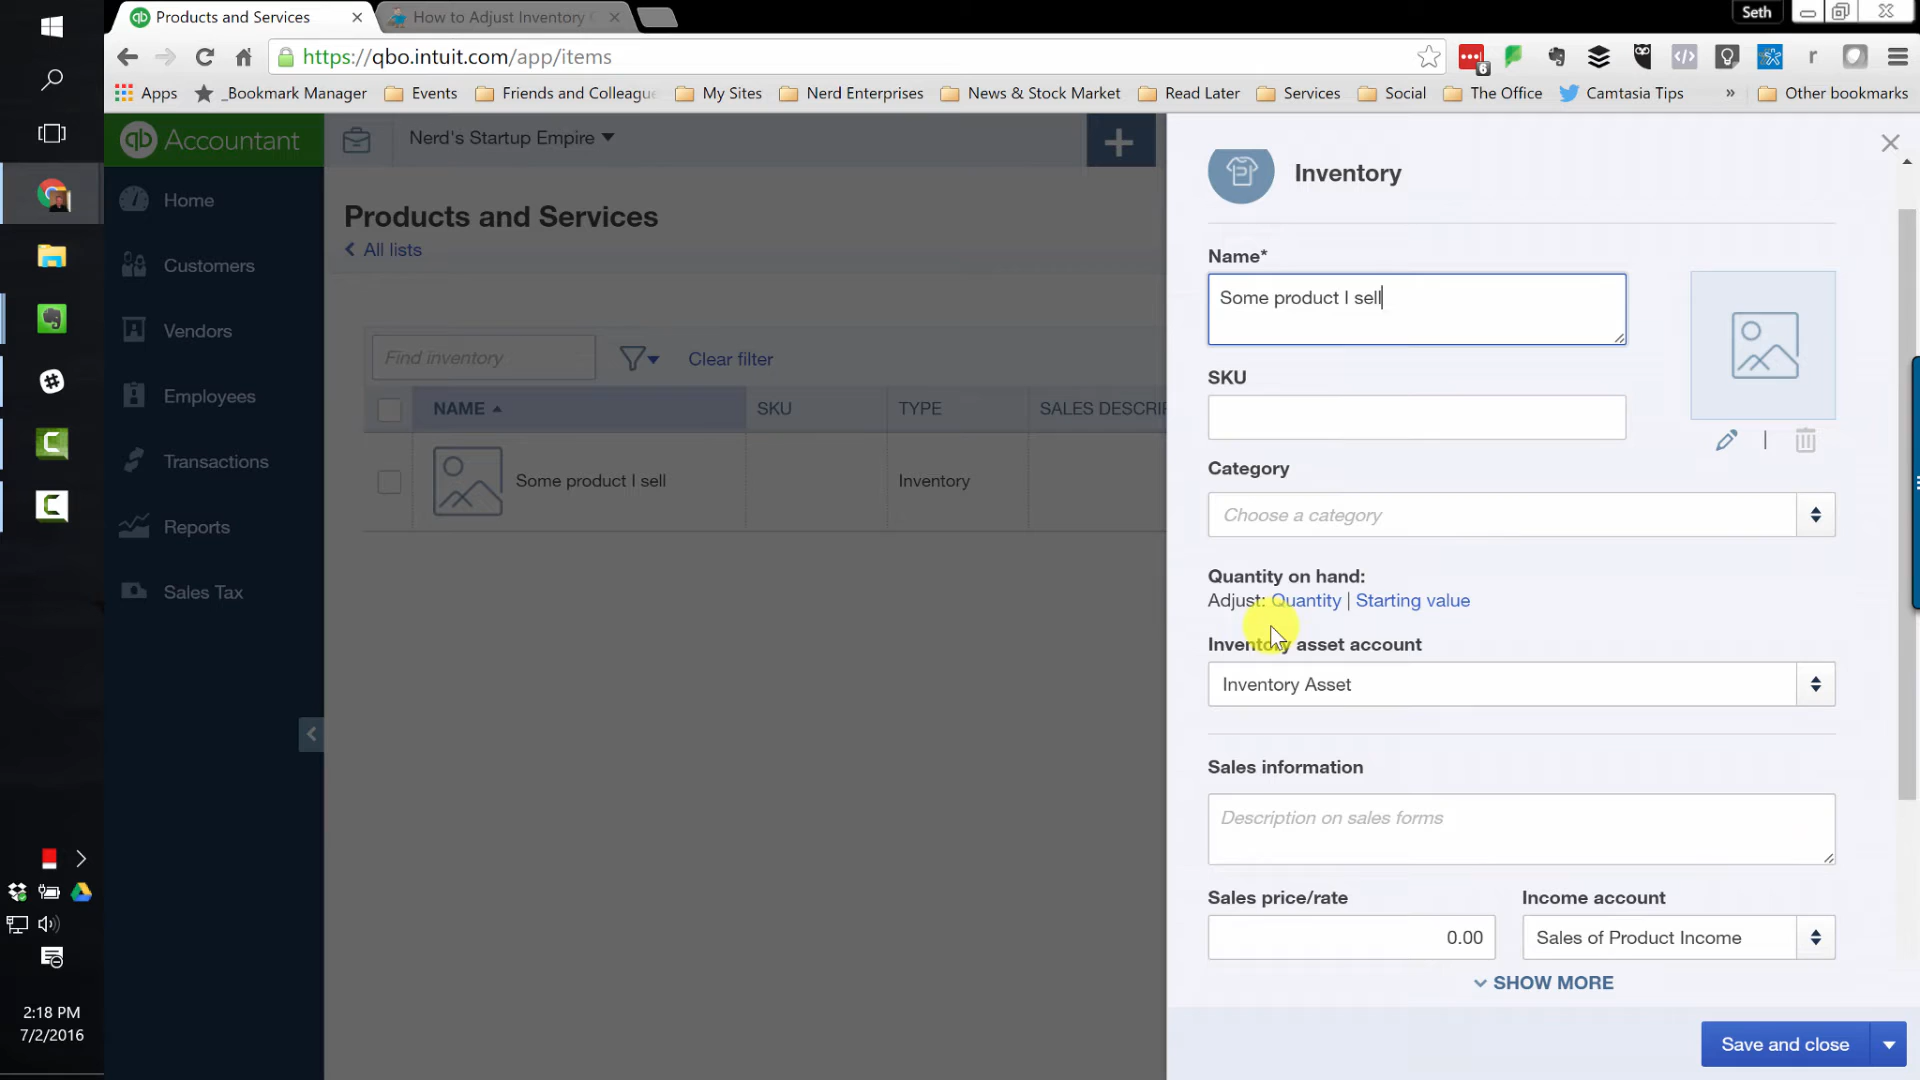 Products and Services
How to Adjust Inventory
Seth
https://qbo.intuit.com/app/items
6
r
Apps
_Bookmark Manager
Events
Friends and Colleagu
My Sites
Nerd Enterprises
News & Stock Market
Read Later
Services
Social
The Office
Camtasia Tips
»
Other bookmarks
qb Accountant
Nerd's Startup Empire
Home
Customers
Vendors
Employees
Transactions
Reports
Sales Tax
Products and Services
All lists
Find inventory
Clear filter
NAME
SKU
TYPE
SALES DESCRI
Some product I sell
Inventory
Inventory
Name*
Some product I sell
SKU
Category
Choose a category
Quantity on hand:
Adjust: Quantity | Starting value
Inventory asset account
Inventory Asset
Sales information
Description on sales forms
Sales price/rate
Income account
0.00
Sales of Product Income
SHOW MORE
Save and close
2:18 PM
7/2/2016